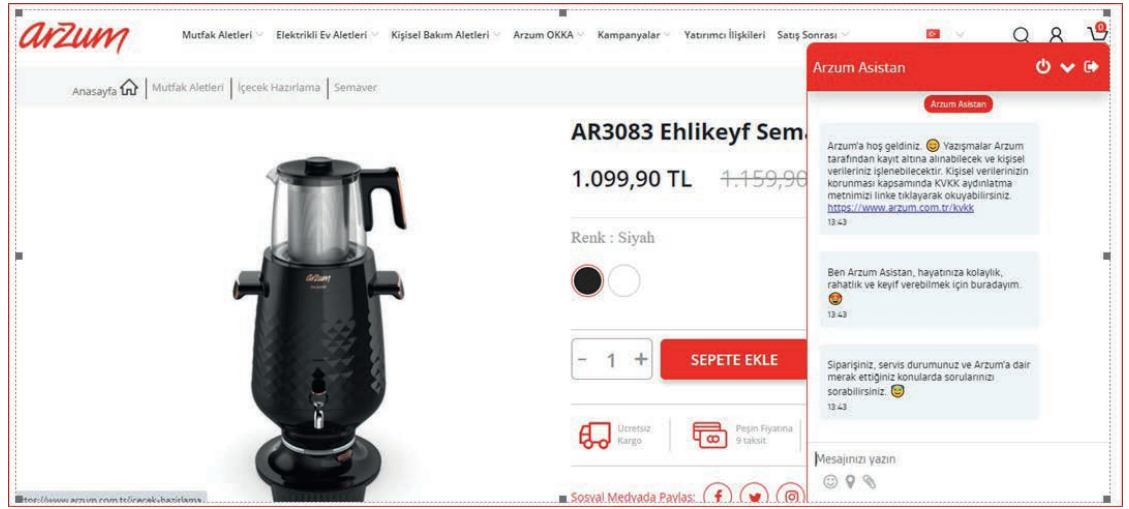 arzum
Mutfak Aletleri
Elektrikli Ev Aletleri
Kişisel Bakım Aletleri
Arzum OKKA
Kampanyalar
Yatırımcı İlişkileri
Satış Sonrası
0
Anasayfa
Mutfak Aletleri
İçecek Hazırlama
Semaver
arzum
AR3083 Ehlikeyf Sema
1.099,90 TL 1.159,90
Renk : Siyah
- 1 +
SEPETE EKLE
Ücretsiz
Kargo
Peşin Fiyatına
9 taksit
Sosyal Medyada Paylaş:
Arzum Asistan
Arzum Asistan
Arzum'a hoş geldiniz. 😊 Yazışmalar Arzum
tarafından kayıt altına alınabilecek ve kişisel
verileriniz işlenebilecektir. Kişisel verilerinizin
korunması kapsamında KVKK aydınlatma
metnimizi linke tıklayarak okuyabilirsiniz.
https://www.arzum.com.tr/kvkk
13:43
Ben Arzum Asistan, hayatınıza kolaylık,
rahatlık ve keyif verebilmek için buradayım.
🤩
13:43
Siparişiniz, servis durumunuz ve Arzum'a dair
merak ettiğiniz konularda sorularınızı
sorabilirsiniz. 😇
13:43
Mesajınızı yazın